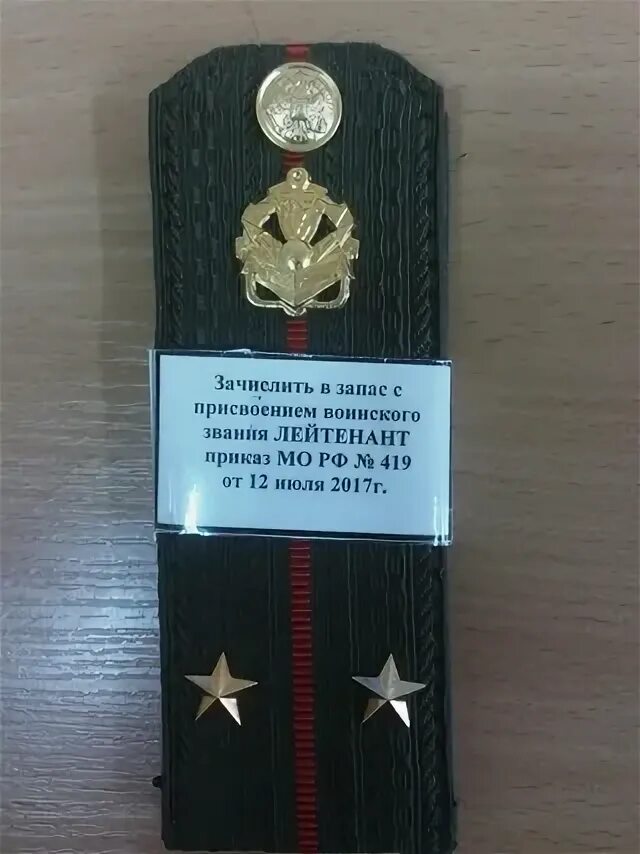 Зачислить в запас с
присвоением воинского
звания ЛЕЙТЕНАНТ
приказ МО РФ № 419
от 12 июля 2017г.